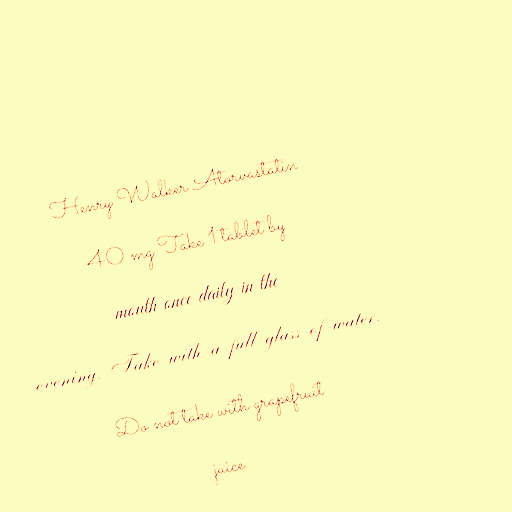 Henry Walker Atorvastatin
40 mg Take 1 tablet by
mouth once daily in the
evening. Take with a full glass of water.
Do not take with grapefruit
juice.